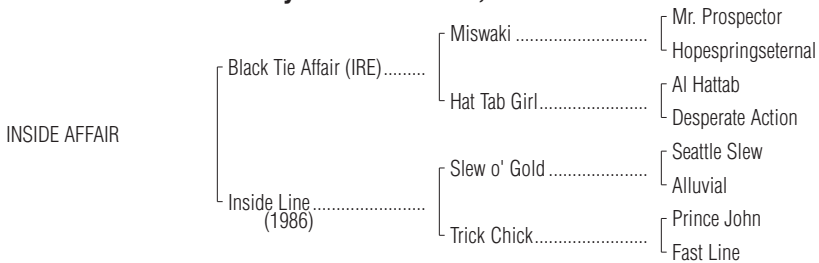 Mr. Prospector
Miswaki ............................
Hopespringseternal
Black Tie Affair (IRE).........
Al Hattab
Hat Tab Girl.......................
Desperate Action
INSIDE AFFAIR
Seattle Slew
Slew o' Gold .....................
Alluvial
Inside Line........................
(1986)
Prince John
Trick Chick........................
Fast Line